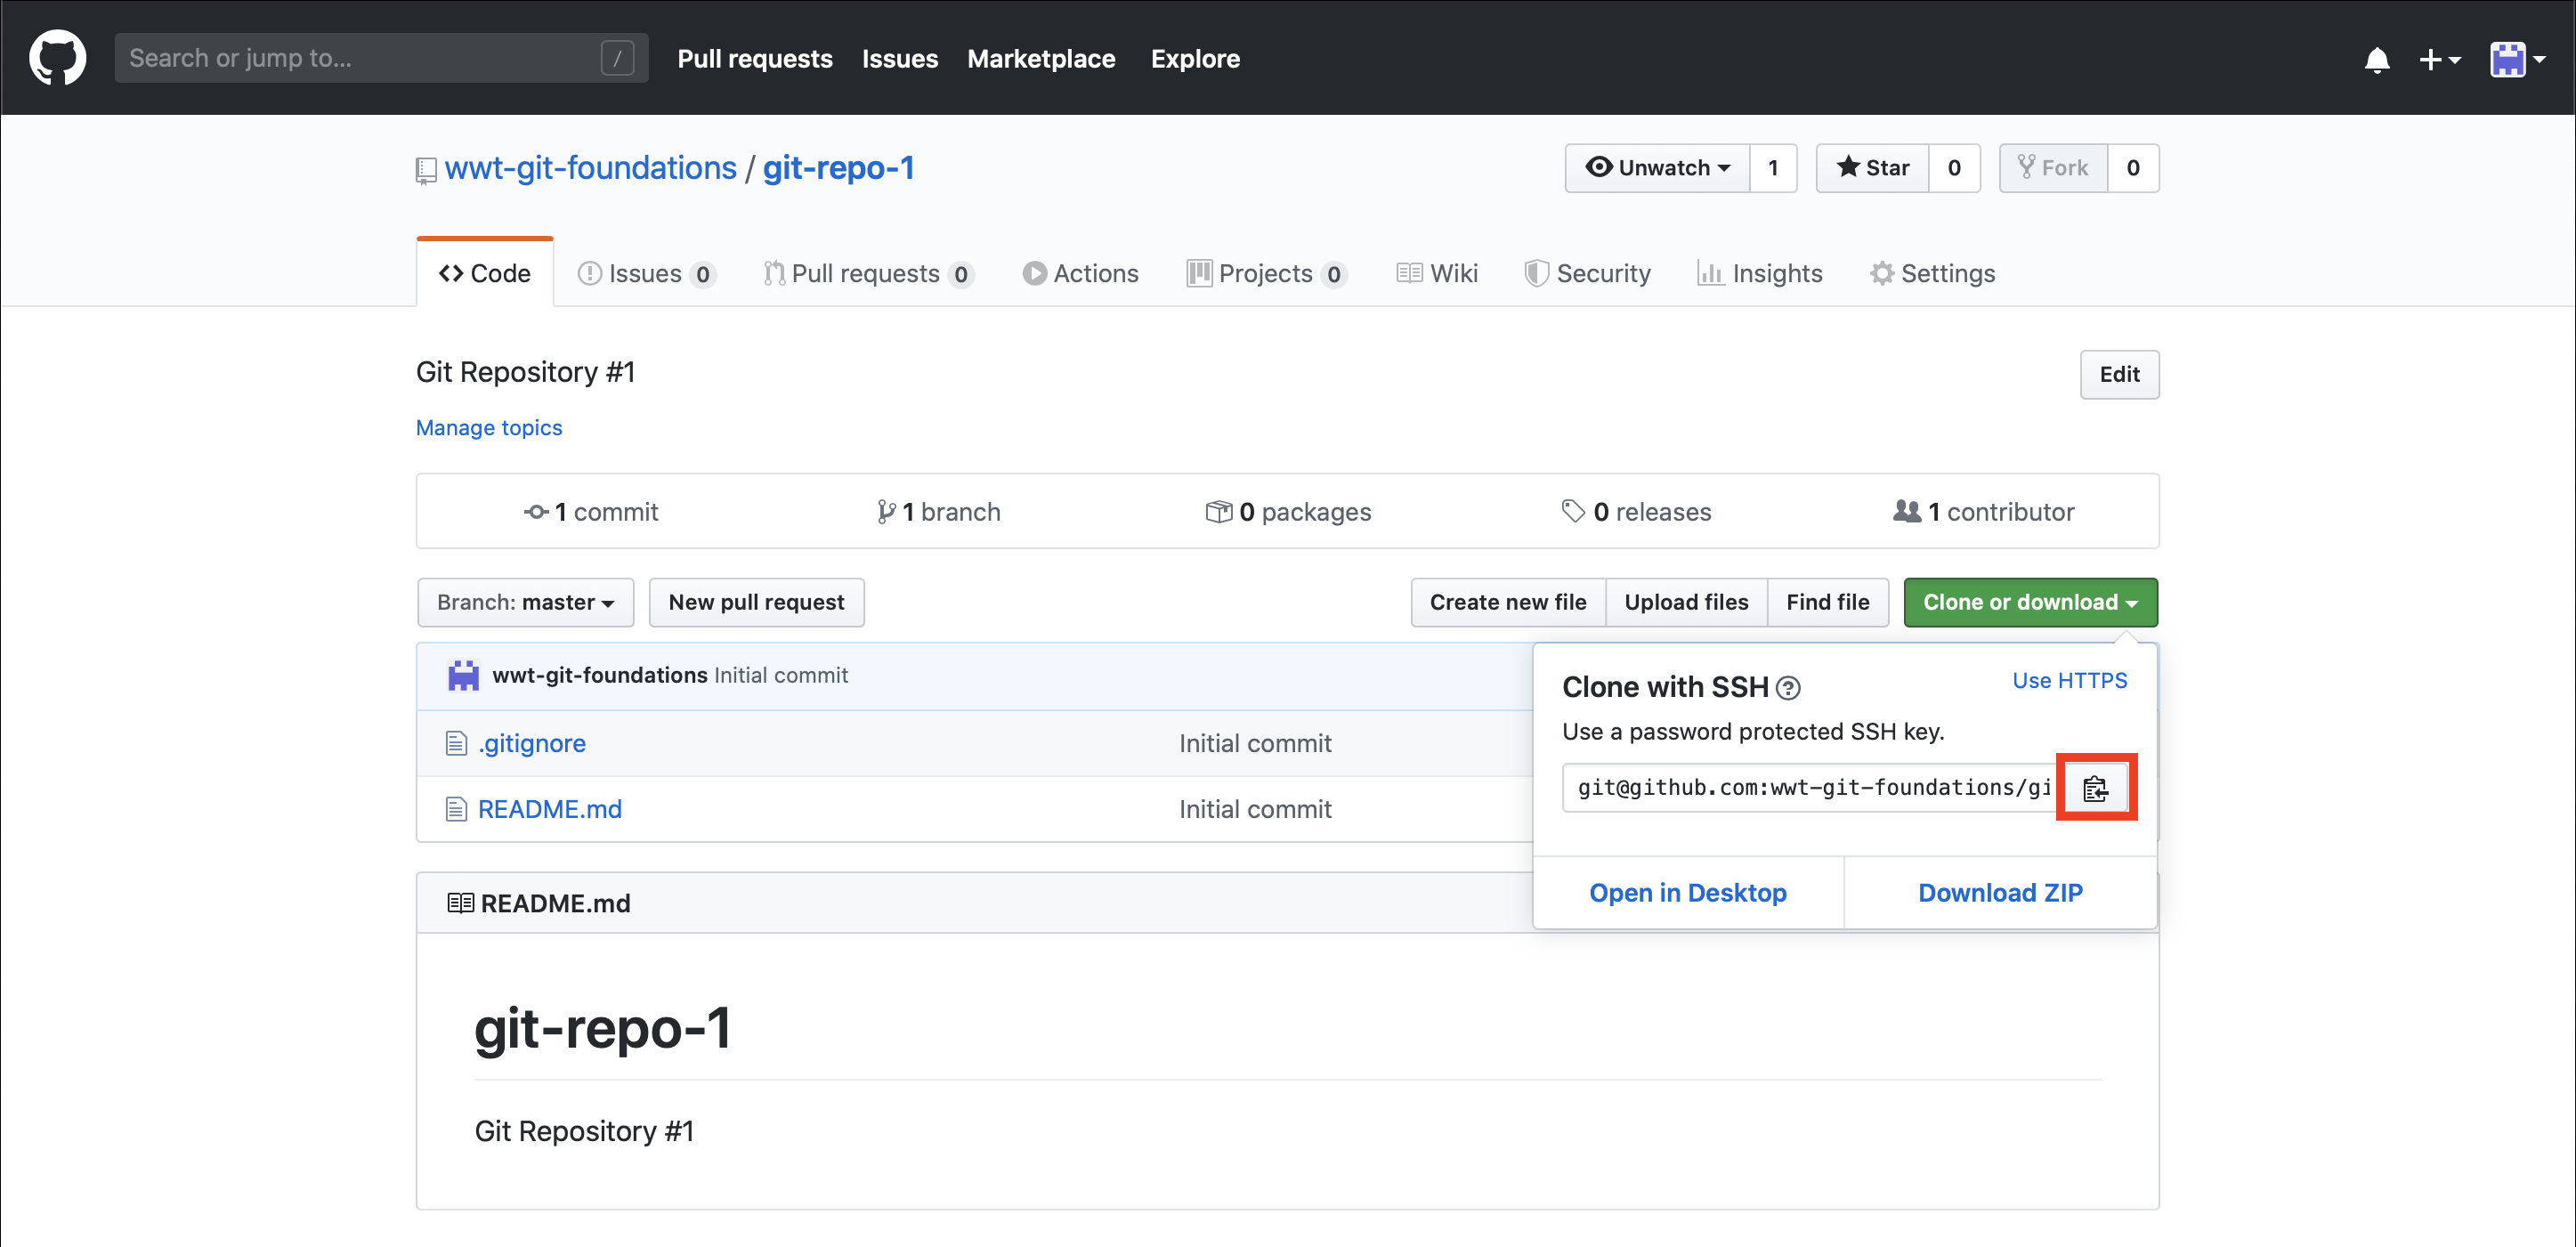 Search or jump to... /
Pull requests Issues Marketplace Explore
wwt-git-foundations / git-repo-1
Unwatch 1 Star 0 Fork 0
Code Issues 0 Pull requests 0 Actions Projects 0 Wiki Security Insights Settings
Git Repository #1
Edit
Manage topics
1 commit 1 branch 0 packages 0 releases 1 contributor
Branch: master New pull request Create new file Upload files Find file Clone or download
wwt-git-foundations Initial commit
.gitignore Initial commit
README.md Initial commit
Clone with SSH ? Use HTTPS
Use a password protected SSH key.
git@github.com:wwt-git-foundations/gi
Open in Desktop Download ZIP
README.md
git-repo-1
Git Repository #1